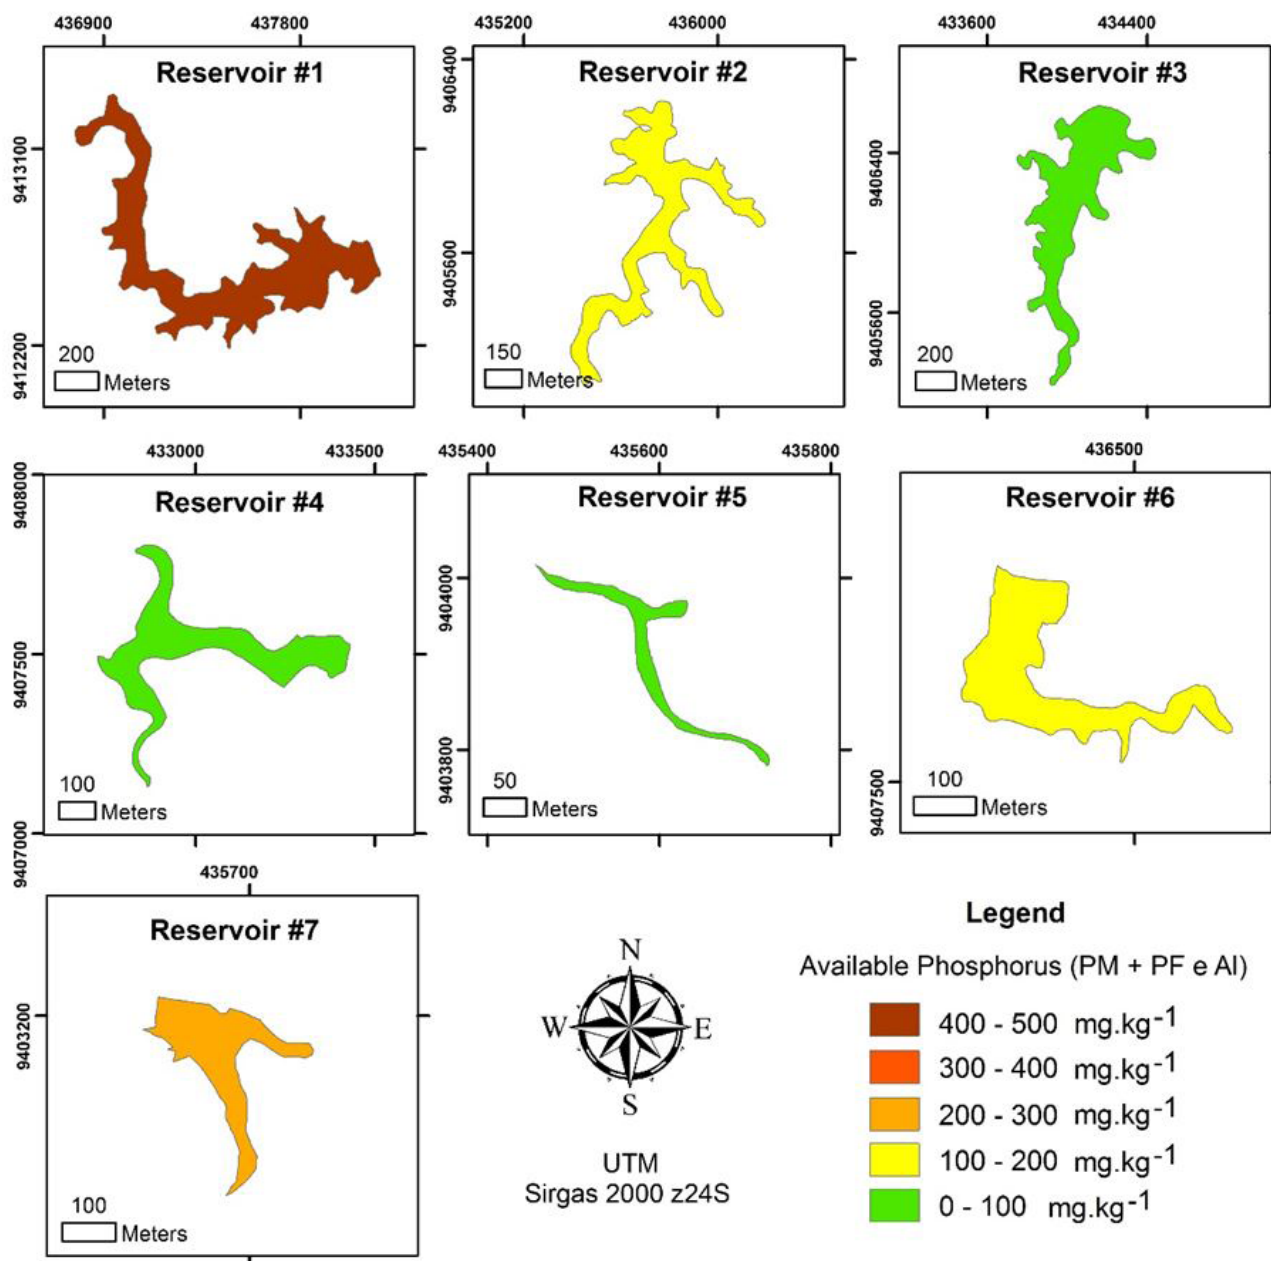 436900 437800
Reservoir #1
9413100
9412200
200
Meters
435200 436000
Reservoir #2
9406400
9405600
150
Meters
433600 434400
Reservoir #3
9406400
9405600
200
Meters
433000 433500
Reservoir #4
9408000
9407500
9407000
100
Meters
435400 435600 435800
Reservoir #5
9404000
9403800
50
Meters
436500
Reservoir #6
9407500
100
Meters
435700
Reservoir #7
9403200
100
Meters
N
W E
S
UTM
Sirgas 2000 z24S
Legend
Available Phosphorus (PM + PF e Al)
400 - 500 mg.kg⁻¹
300 - 400 mg.kg⁻¹
200 - 300 mg.kg⁻¹
100 - 200 mg.kg⁻¹
0 - 100 mg.kg⁻¹